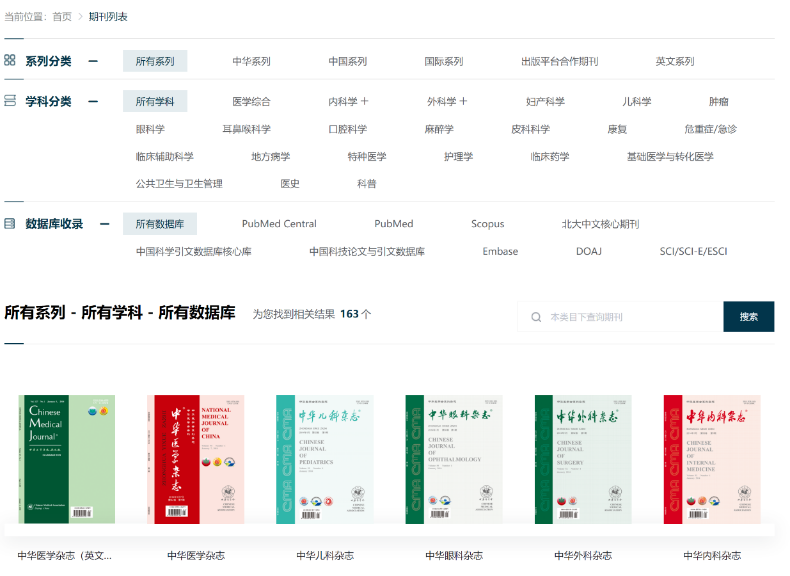 当前位置：首页 > 期刊列表
系列分类 — 所有系列 中华系列 中国系列 国际系列 出版平台合作期刊 英文系列
学科分类 — 所有学科 医学综合 内科学 + 外科学 + 妇产科学 儿科学 肿瘤
眼科学 耳鼻喉科学 口腔科学 麻醉学 皮科科学 康复 危重症/急诊
临床辅助科学 地方病学 特种医学 护理学 临床药学 基础医学与转化医学
公共卫生与卫生管理 医史 科普
数据库收录 — 所有数据库 PubMed Central PubMed Scopus 北大中文核心期刊
中国科学引文数据库核心库 中国科技论文与引文数据库 Embase DOAJ SCI/SCI-E/ESCI
所有系列 - 所有学科 - 所有数据库 为您找到相关结果 163 个 本类目下查询期刊 搜索
Chinese
Medical
Journal
中华医学杂志
NATIONAL
MEDICAL
JOURNAL OF
CHINA
CMA
中华儿科杂志
CHINESE
JOURNAL OF
PEDIATRICS
CMA
中华眼科杂志
CHINESE
JOURNAL OF
OPHTHALMOLOGY
CMA
中华外科杂志
CHINESE
JOURNAL OF
SURGERY
CMA
中华内科杂志
CHINESE
JOURNAL OF
INTERNAL
MEDICINE
中华医学杂志（英文... 中华医学杂志 中华儿科杂志 中华眼科杂志 中华外科杂志 中华内科杂志